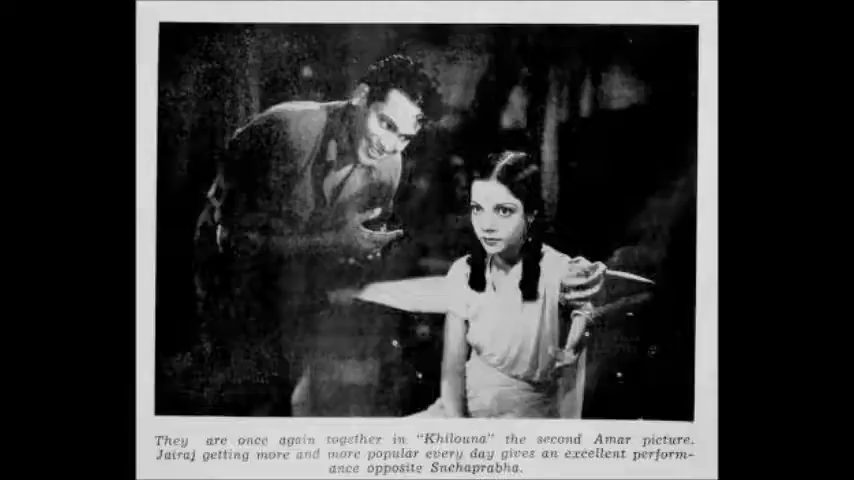 They are once again together in "Khilouna" the second Amar picture.
Jairaj getting more and more popular every day gives an excellent perform-
ance opposite Snehaprabha.